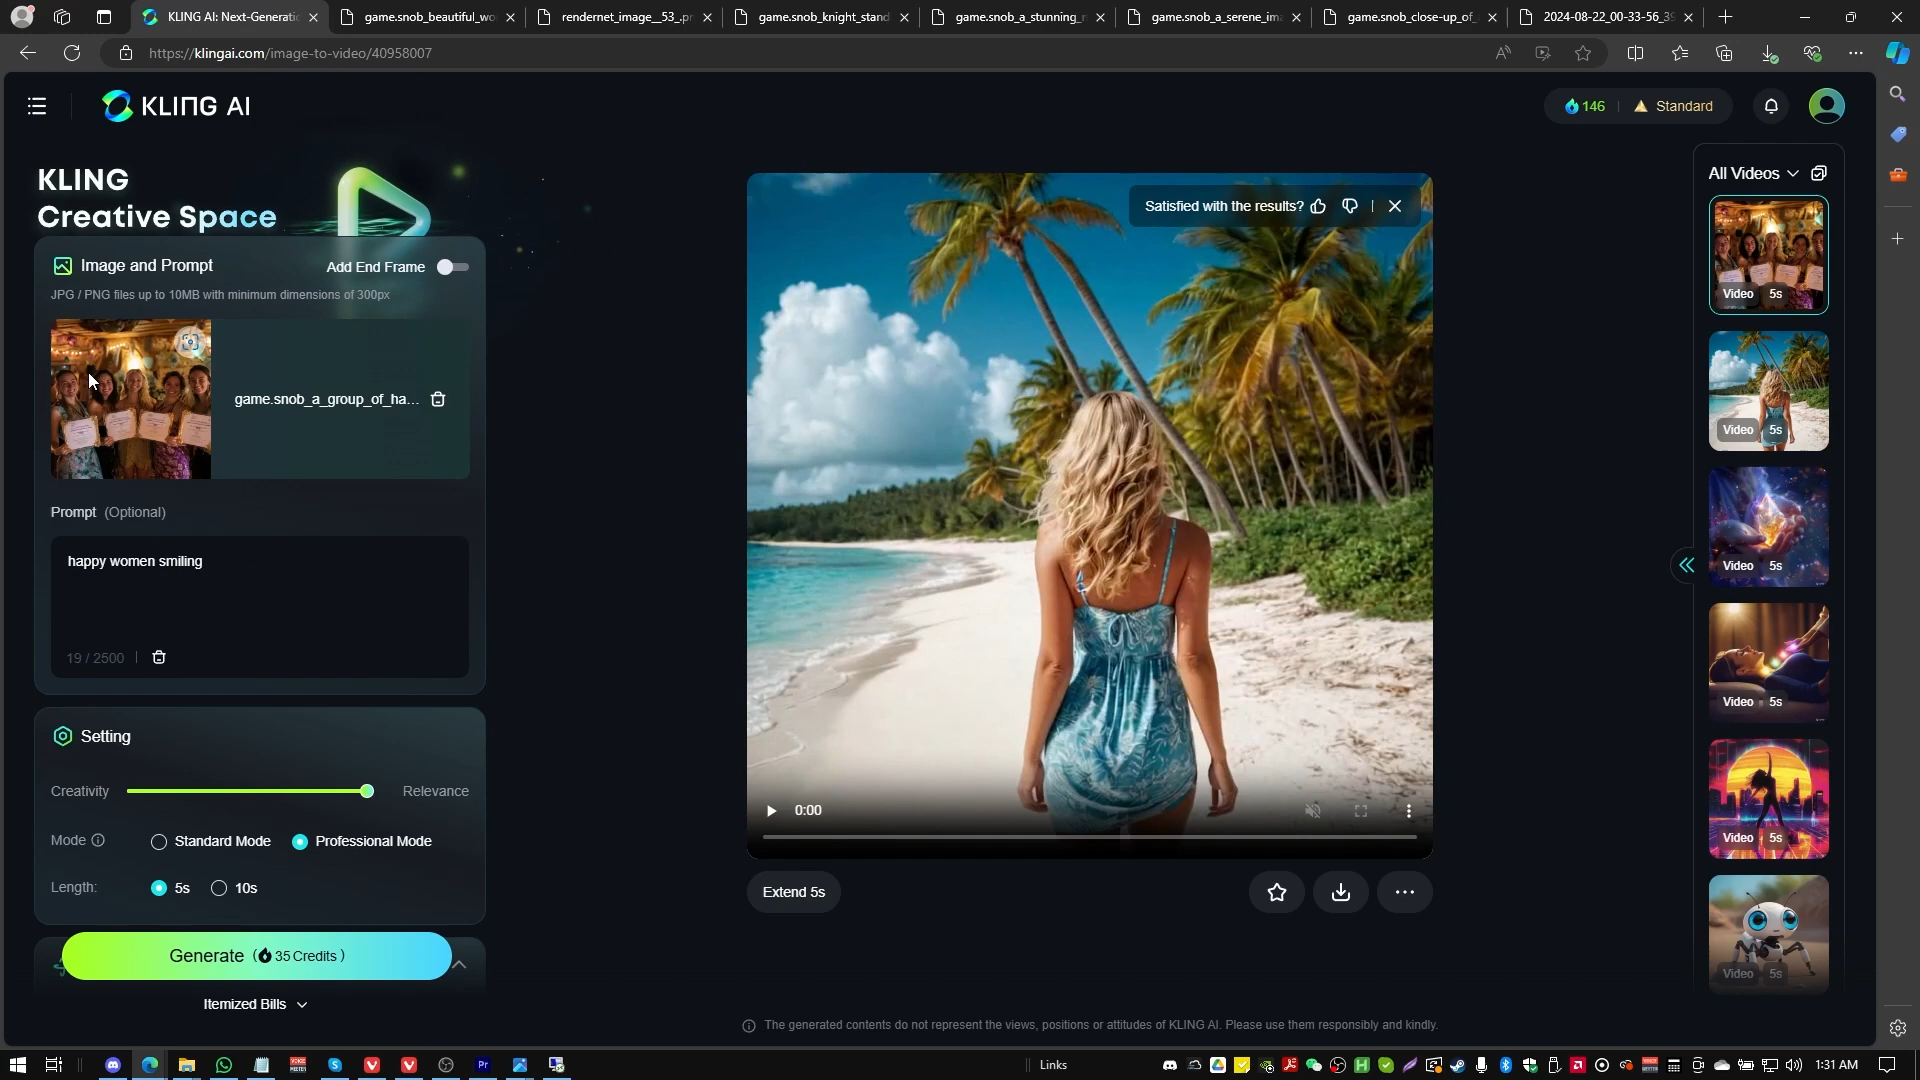 KLING AI: Next-Generati
game.snob_beautiful_wo
rendernet_image__53_.pr
game.snob_knight_stand
game.snob_a_stunning_r
game.snob_a_serene_im
game.snob_close-up_of_
2024-08-22_00-33-56_39
https://klingai.com/image-to-video/40958007
KLING AI
146
Standard
KLING
Creative Space
Image and Prompt
Add End Frame
JPG / PNG files up to 10MB with minimum dimensions of 300px
game.snob_a_group_of_ha...
Prompt (Optional)
happy women smiling
19 / 2500
Setting
Creativity
Relevance
Mode
Standard Mode
Professional Mode
Length:
5s
10s
Generate ( 35 Credits )
Itemized Bills
Satisfied with the results?
0:00
Extend 5s
The generated contents do not represent the views, positions or attitudes of KLING AI. Please use them responsibly and kindly.
All Videos
Video 5s
Video 5s
Video 5s
Video 5s
Video 5s
Video 5s
Links
1:31 AM